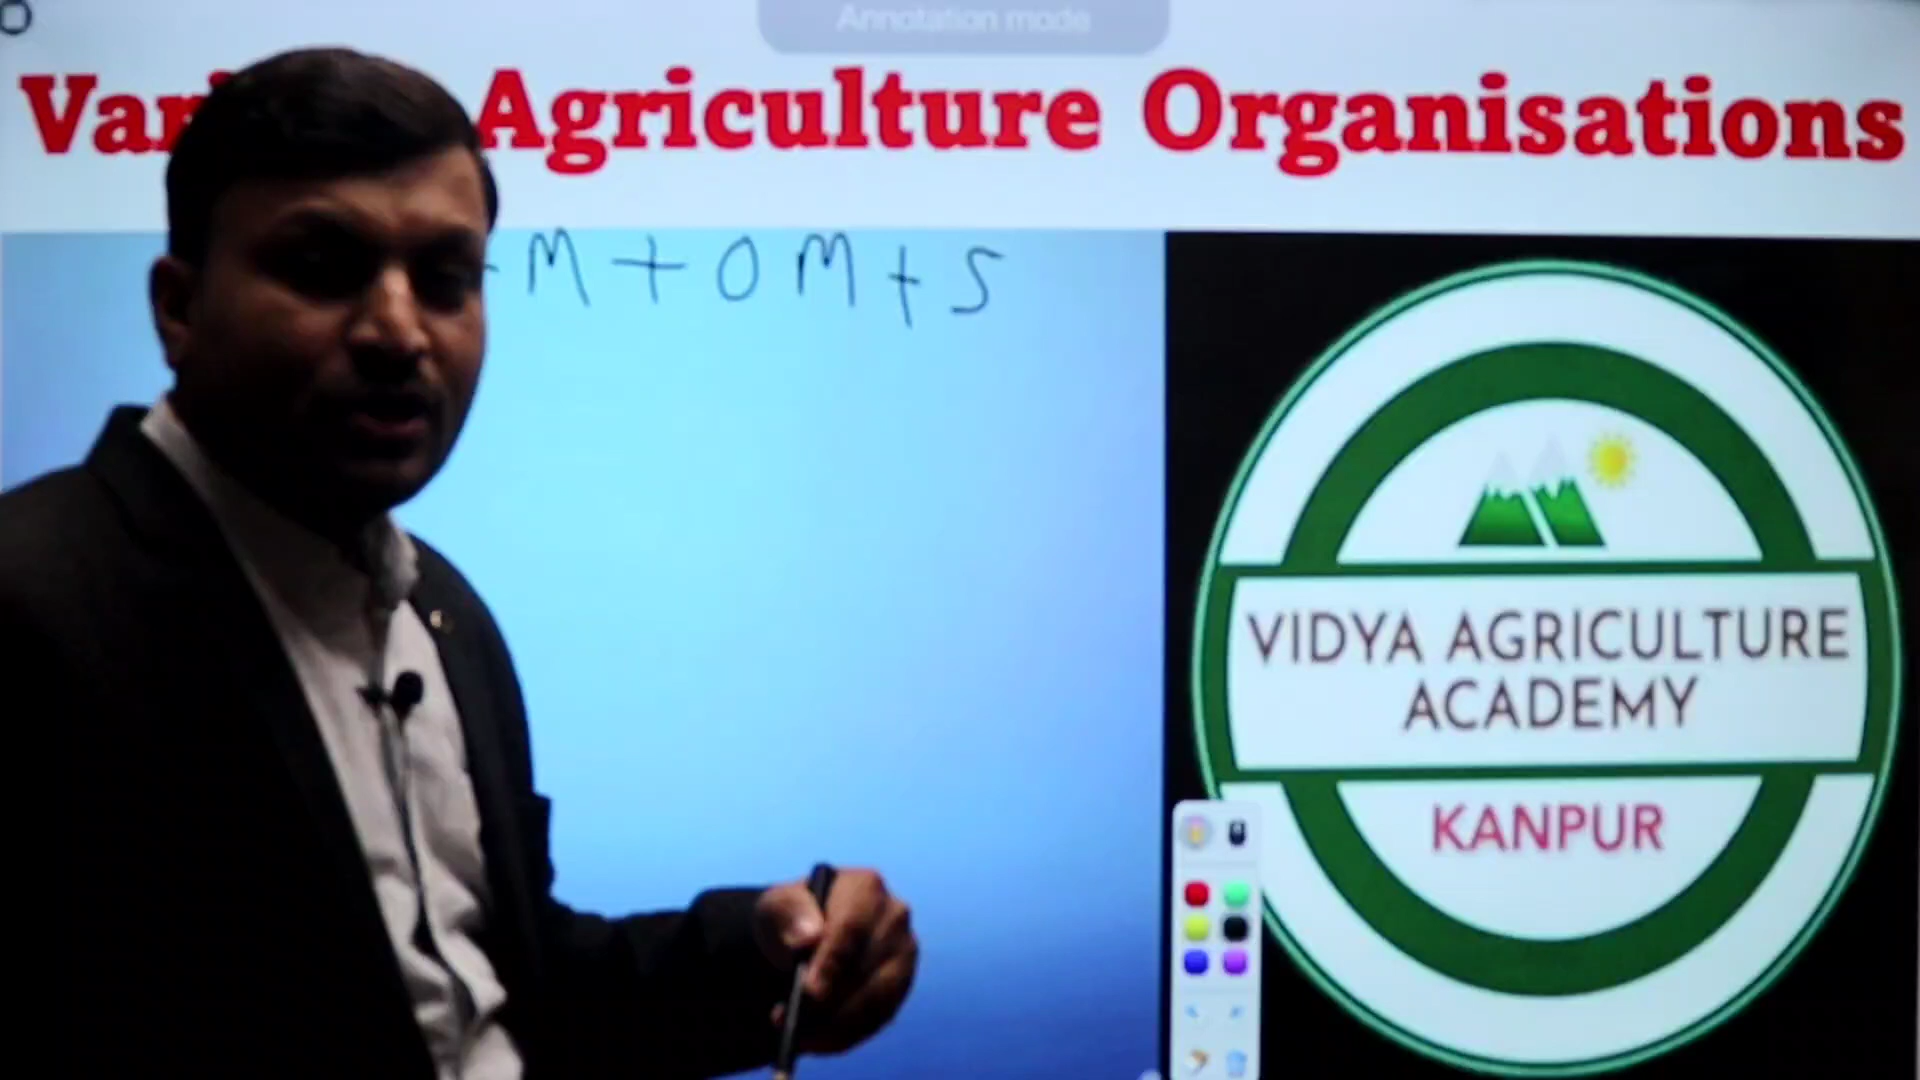 Annotation mode
Agriculture Organisations
M + O M + S
VIDYA AGRICULTURE
ACADEMY
KANPUR